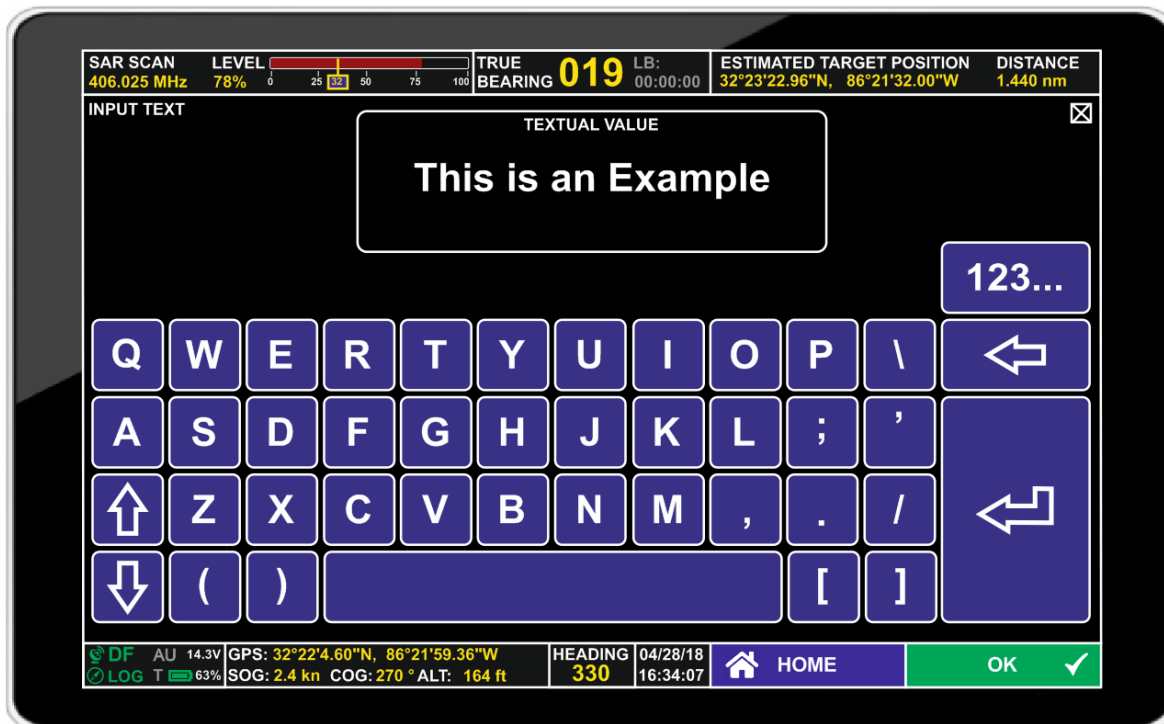 SAR SCAN LEVEL TRUE BEARING 019 LB: 00:00:00 ESTIMATED TARGET POSITION DISTANCE
406.025 MHz 78% 0 25 32 50 75 100 32°23'22.96"N, 86°21'32.00"W 1.440 nm
INPUT TEXT
TEXTUAL VALUE
This is an Example
123...
Q W E R T Y U I O P \
A S D F G H J K L ; ’
Z X C V B N M , . /
( ) [ ]
DF AU 14.3V GPS: 32°22'4.60"N, 86°21'59.36"W HEADING 04/28/18 HOME OK
LOG T 63% SOG: 2.4 kn COG: 270 ° ALT: 164 ft 330 16:34:07